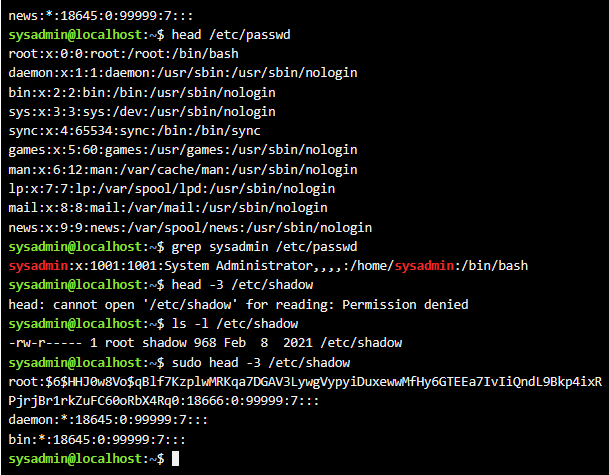 news:*:18645:0:99999:7:::
sysadmin@localhost:~$ head /etc/passwd
root:x:0:0:root:/root:/bin/bash
daemon:x:1:1:daemon:/usr/sbin:/usr/sbin/nologin
bin:x:2:2:bin:/bin:/usr/sbin/nologin
sys:x:3:3:sys:/dev:/usr/sbin/nologin
sync:x:4:65534:sync:/bin:/bin/sync
games:x:5:60:games:/usr/games:/usr/sbin/nologin
man:x:6:12:man:/var/cache/man:/usr/sbin/nologin
lp:x:7:7:lp:/var/spool/lpd:/usr/sbin/nologin
mail:x:8:8:mail:/var/mail:/usr/sbin/nologin
news:x:9:9:news:/var/spool/news:/usr/sbin/nologin
sysadmin@localhost:~$ grep sysadmin /etc/passwd
sysadmin:x:1001:1001:System Administrator,,,,:/home/sysadmin:/bin/bash
sysadmin@localhost:~$ head -3 /etc/shadow
head: cannot open '/etc/shadow' for reading: Permission denied
sysadmin@localhost:~$ ls -l /etc/shadow
-rw-r----- 1 root shadow 968 Feb  8  2021 /etc/shadow
sysadmin@localhost:~$ sudo head -3 /etc/shadow
root:$6$HHJ0w8Vo$qBlf7KzplwMRKqa7DGAV3LywgVypyiDuxewwMfHy6GTEEa7IvIiQndL9Bkp4ixR
PjrjBr1rkZuFC60oRbX4Rq0:18666:0:99999:7:::
daemon:*:18645:0:99999:7:::
bin:*:18645:0:99999:7:::
sysadmin@localhost:~$